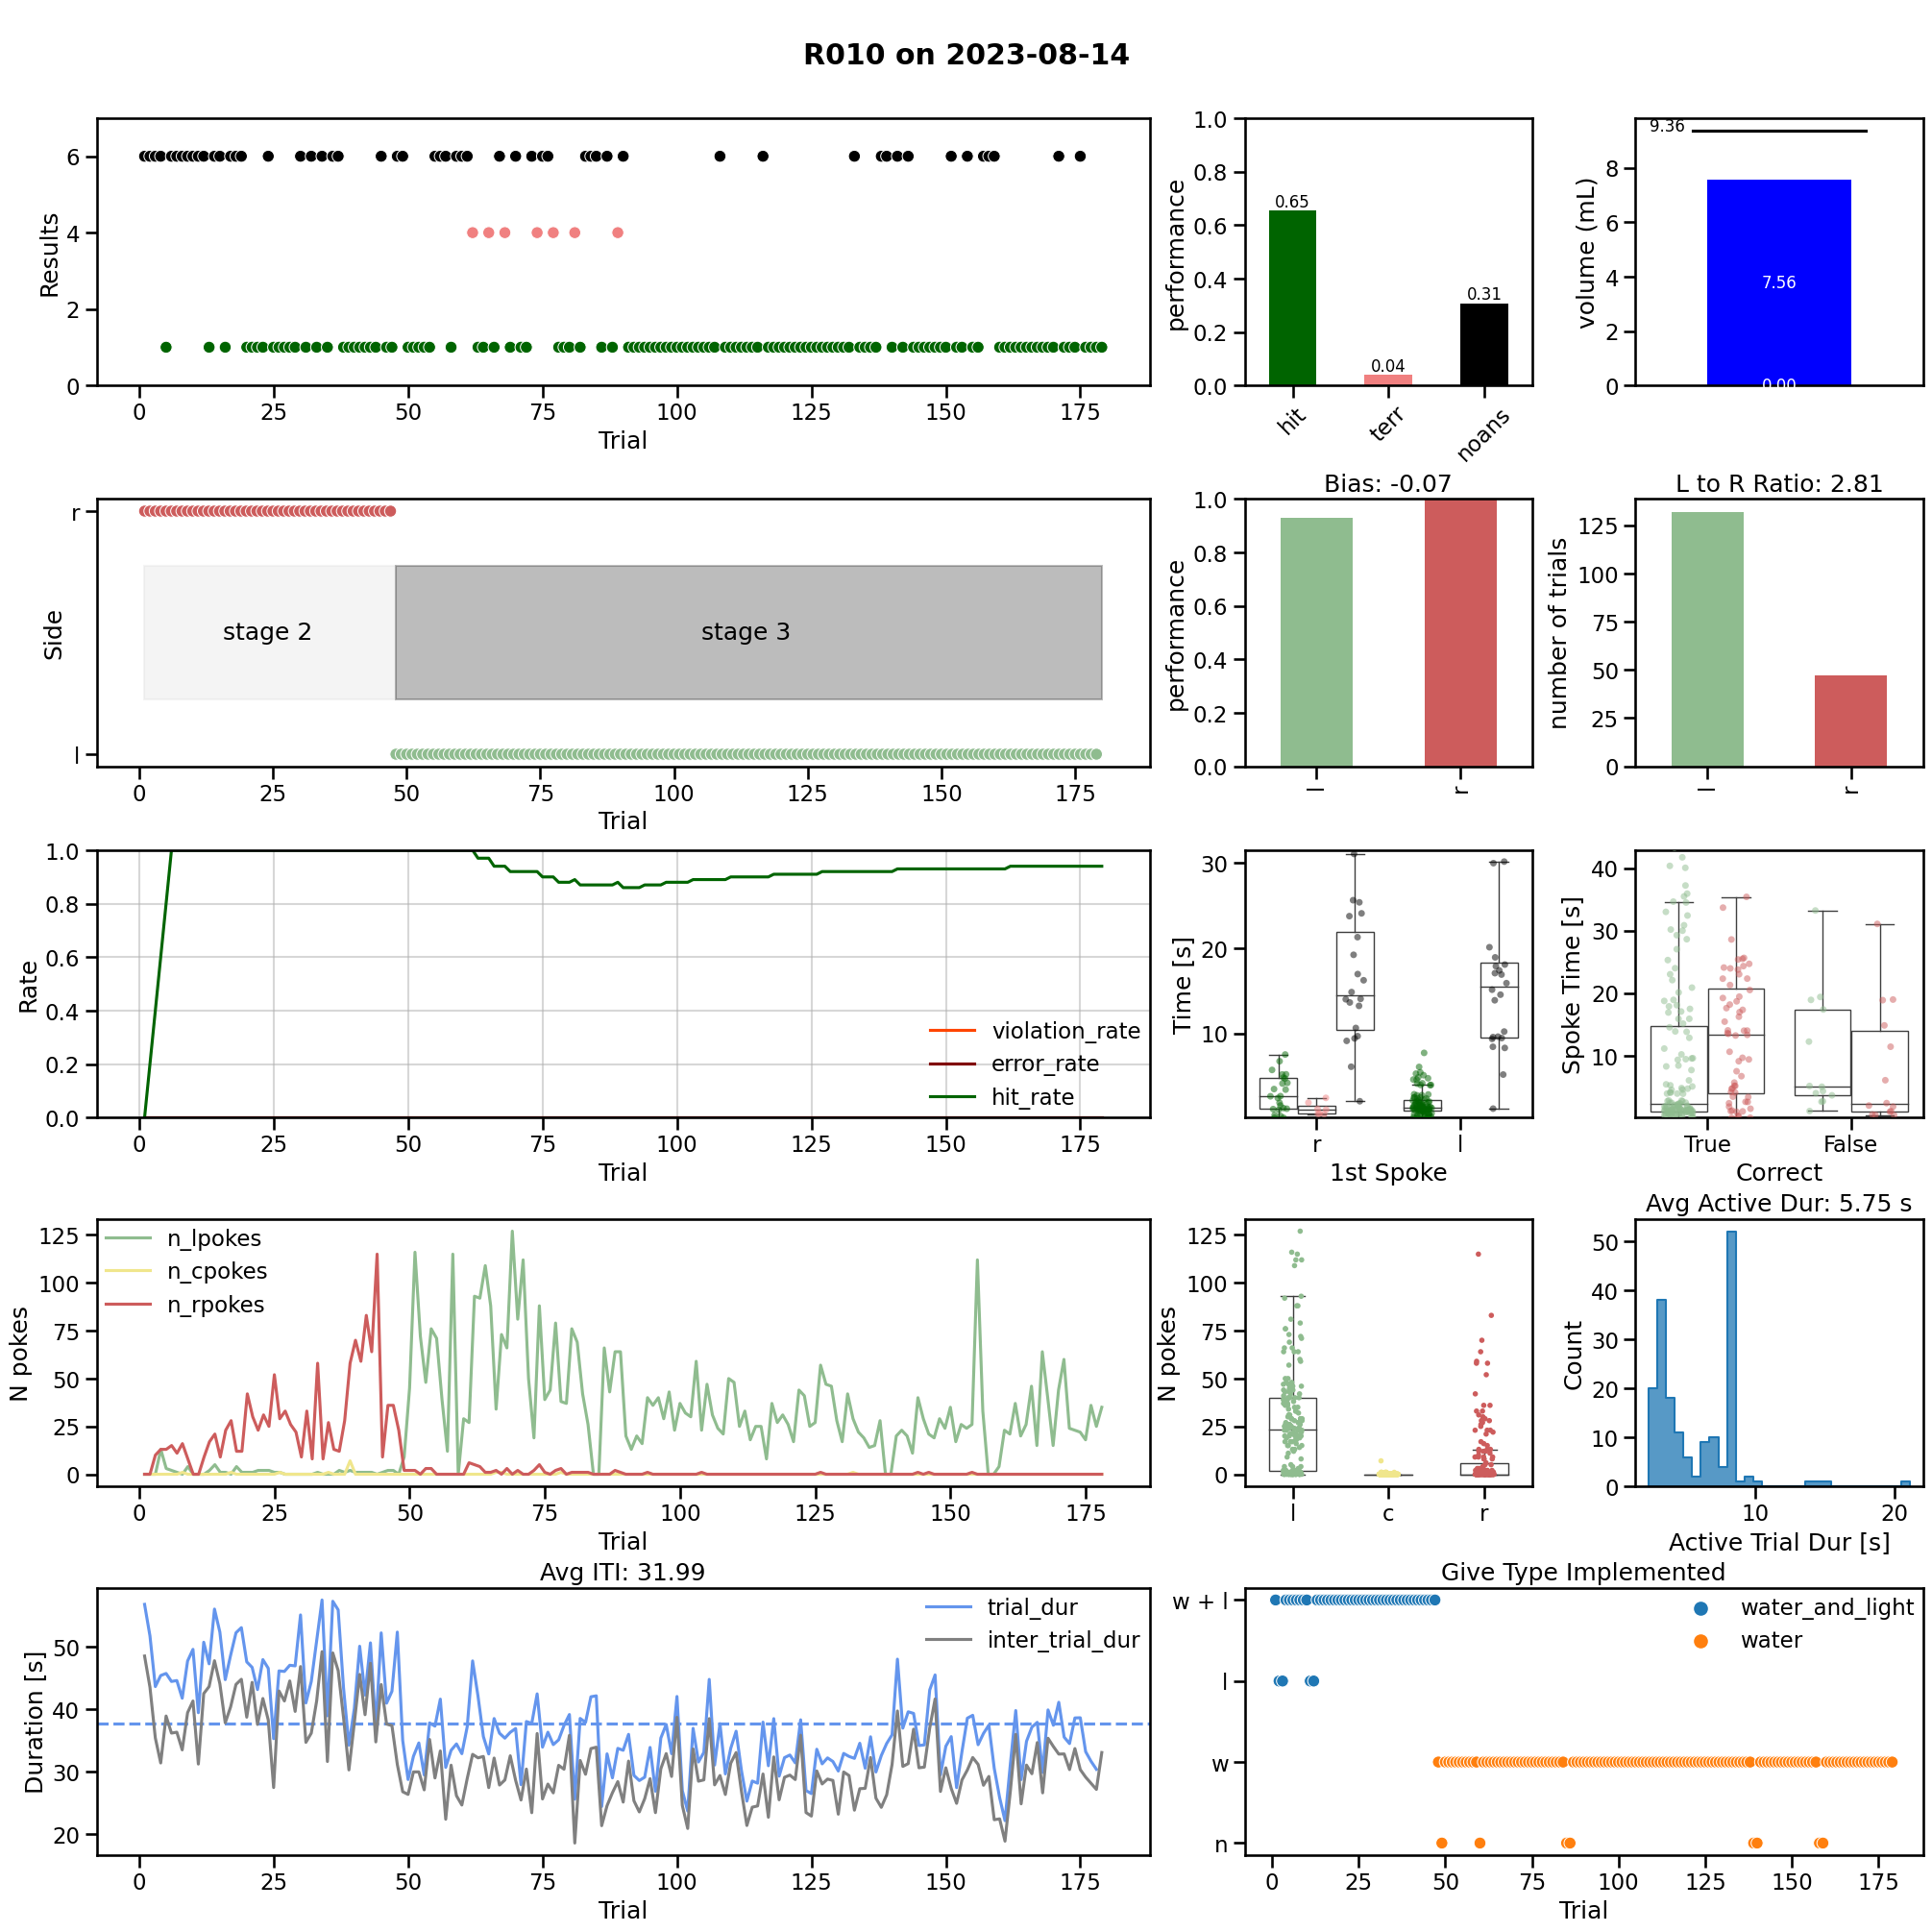 R010 on 2023-08-14
6
4
2
0
Results
0 25 50 75 100 125 150 175
Trial
1.0
0.8
0.6
0.4
0.2
0.0
performance
0.65
0.04
0.31
hit terr noans
9.36
8
6
4
2
0
volume (mL)
7.56
0.00
r
l
Side
stage 2
stage 3
0 25 50 75 100 125 150 175
Trial
Bias: -0.07
1.0
0.8
0.6
0.4
0.2
0.0
performance
l r
L to R Ratio: 2.81
125
100
75
50
25
0
number of trials
l r
1.0
0.8
0.6
0.4
0.2
0.0
Rate
violation_rate
error_rate
hit_rate
0 25 50 75 100 125 150 175
Trial
30
20
10
Time [s]
r l
1st Spoke
40
30
20
10
Spoke Time [s]
True False
Correct
125
100
75
50
25
0
N pokes
n_lpokes
n_cpokes
n_rpokes
0 25 50 75 100 125 150 175
Trial
125
100
75
50
25
0
N pokes
l c r
Avg Active Dur: 5.75 s
50
40
30
20
10
0
Count
10 20
Active Trial Dur [s]
Avg ITI: 31.99
50
40
30
20
Duration [s]
trial_dur
inter_trial_dur
0 25 50 75 100 125 150 175
Trial
Give Type Implemented
w + l
l
w
n
water_and_light
water
0 25 50 75 100 125 150 175
Trial